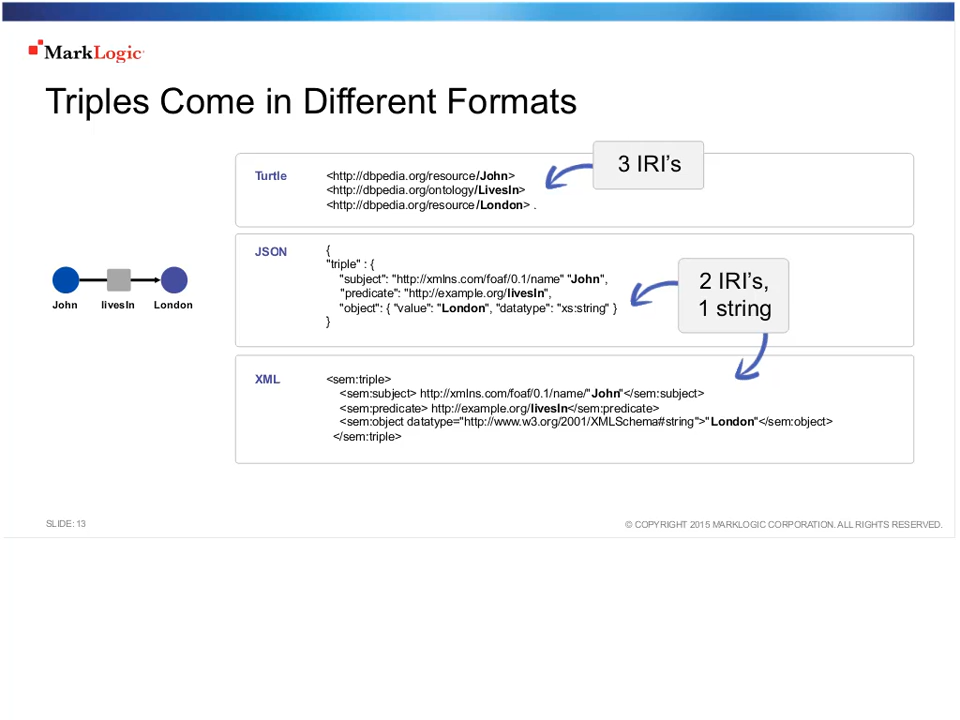 MarkLogic
Triples Come in Different Formats
3 IRI's
Turtle
<http://dbpedia.org/resource/John>
<http://dbpedia.org/ontology/LivesIn>
<http://dbpedia.org/resource/London> .
JSON
{
"triple" : {
"subject": "http://xmlns.com/foaf/0.1/name" "John",
"predicate": "http://example.org/livesIn",
"object": { "value": "London", "datatype": "xs:string" }
}
2 IRI's,
1 string
John livesIn London
XML
<sem:triple>
<sem:subject> http://xmlns.com/foaf/0.1/name/"John"</sem:subject>
<sem:predicate> http://example.org/livesIn</sem:predicate>
<sem:object datatype="http://www.w3.org/2001/XMLSchema#string">"London"</sem:object>
</sem:triple>
SLIDE: 13
© COPYRIGHT 2015 MARKLOGIC CORPORATION. ALL RIGHTS RESERVED.